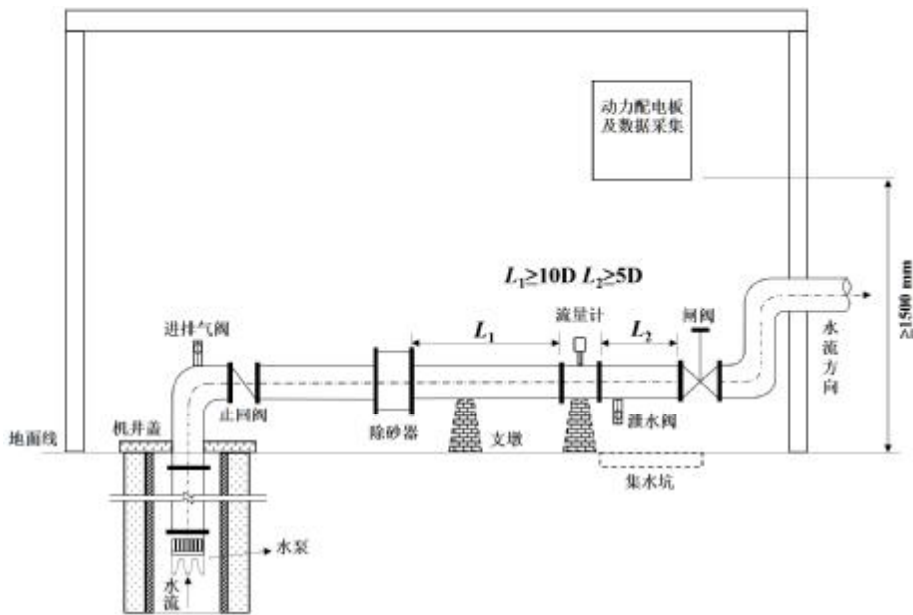 动力配电板
及数据采集
L₁≥10D L₂≥5D
≥1500 mm
进排气阀
流量计
闸阀
L₁
L₂
水流方向
止回阀
机井盖
地面线
除砂器
支墩
泄水阀
集水坑
水泵
水流